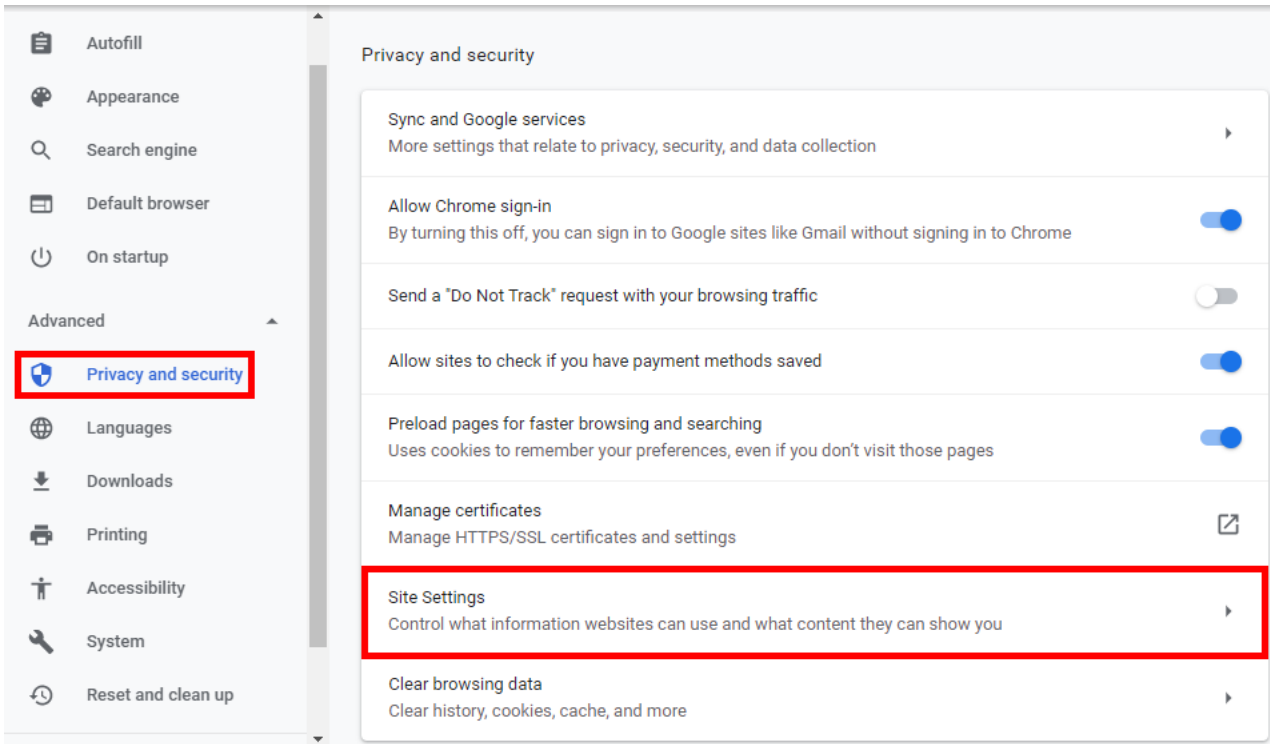 Autofill
Appearance
Search engine
Default browser
On startup
Advanced
Privacy and security
Languages
Downloads
Printing
Accessibility
System
Reset and clean up
Privacy and security
Sync and Google services
More settings that relate to privacy, security, and data collection
Allow Chrome sign-in
By turning this off, you can sign in to Google sites like Gmail without signing in to Chrome
Send a "Do Not Track" request with your browsing traffic
Allow sites to check if you have payment methods saved
Preload pages for faster browsing and searching
Uses cookies to remember your preferences, even if you don't visit those pages
Manage certificates
Manage HTTPS/SSL certificates and settings
Site Settings
Control what information websites can use and what content they can show you
Clear browsing data
Clear history, cookies, cache, and more